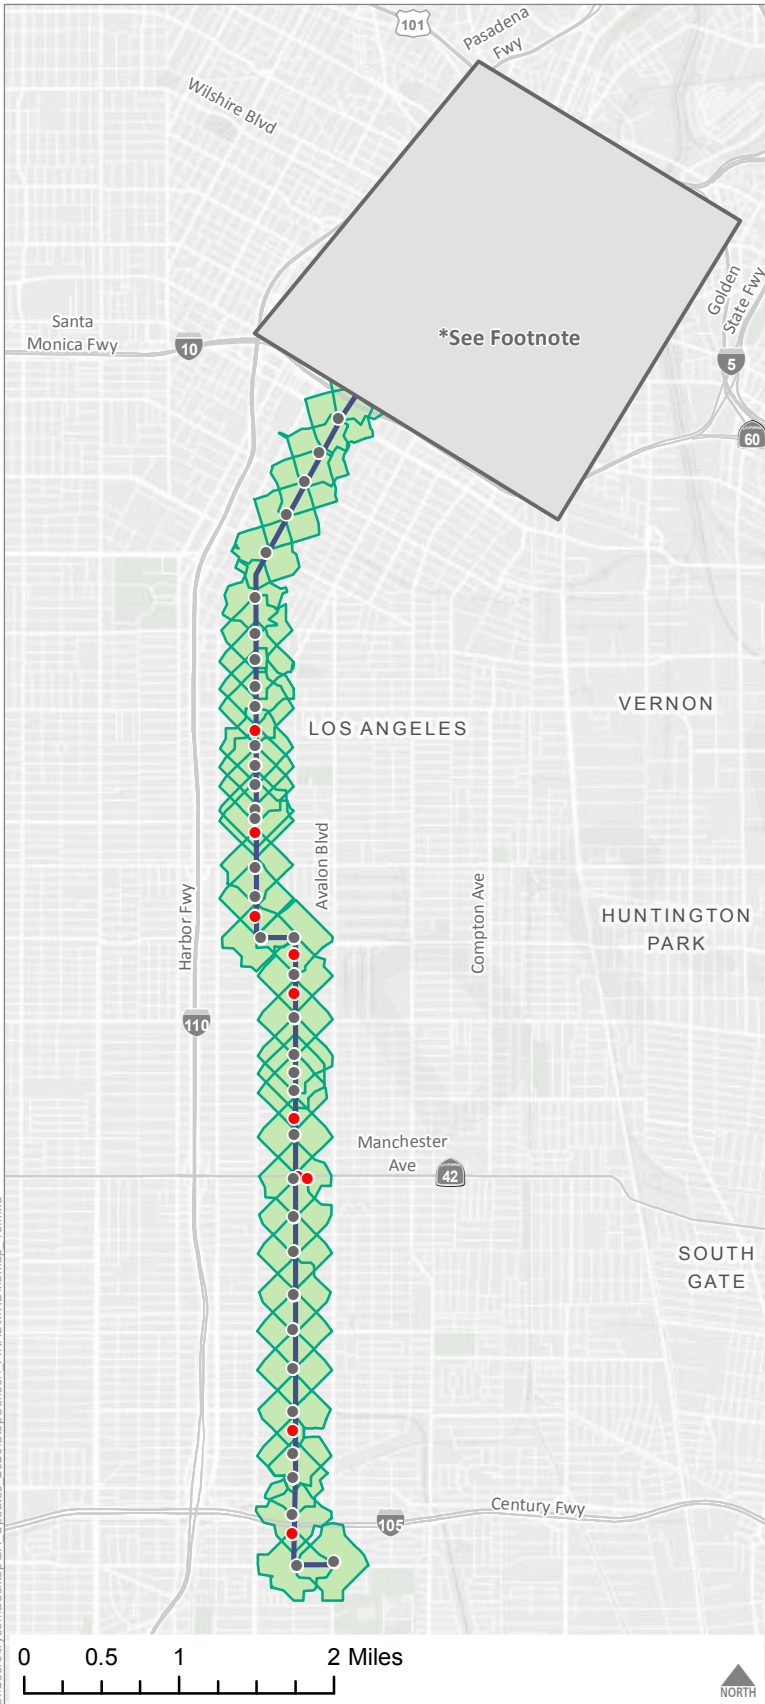 101
Pasadena
Fwy
Wilshire Blvd
Golden
State Fwy
Santa
Monica Fwy
10
*See Footnote
5
60
VERNON
LOS ANGELES
Avalon Blvd
Compton Ave
Harbor Fwy
HUNTINGTON
PARK
110
Manchester
Ave
42
SOUTH
GATE
Century Fwy
105
0 0.5 1 2 Miles
NORTH